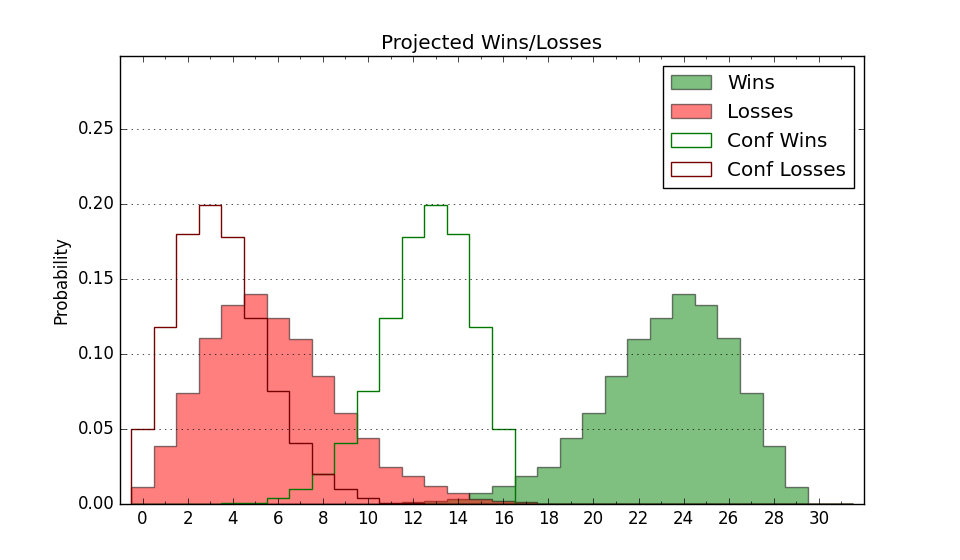 Projected Wins/Losses
Wins
Losses
Conf Wins
Conf Losses
Probability
0.25
0.20
0.15
0.10
0.05
0.00
0 2 4 6 8 10 12 14 16 18 20 22 24 26 28 30